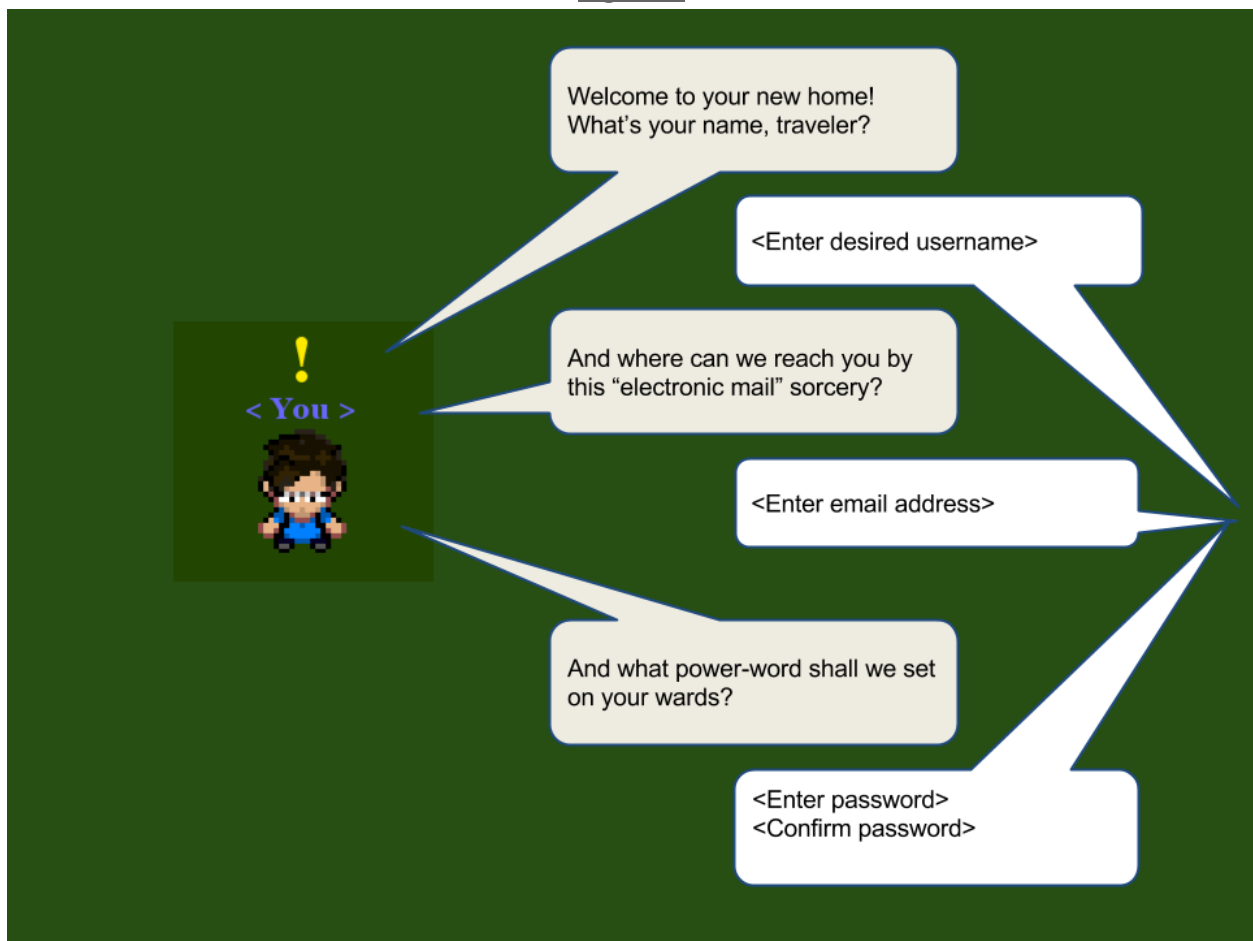 Welcome to your new home!
What's your name, traveler?
<Enter desired username>
!
< You >
And where can we reach you by
this “electronic mail” sorcery?
<Enter email address>
And what power-word shall we set
on your wards?
<Enter password>
<Confirm password>